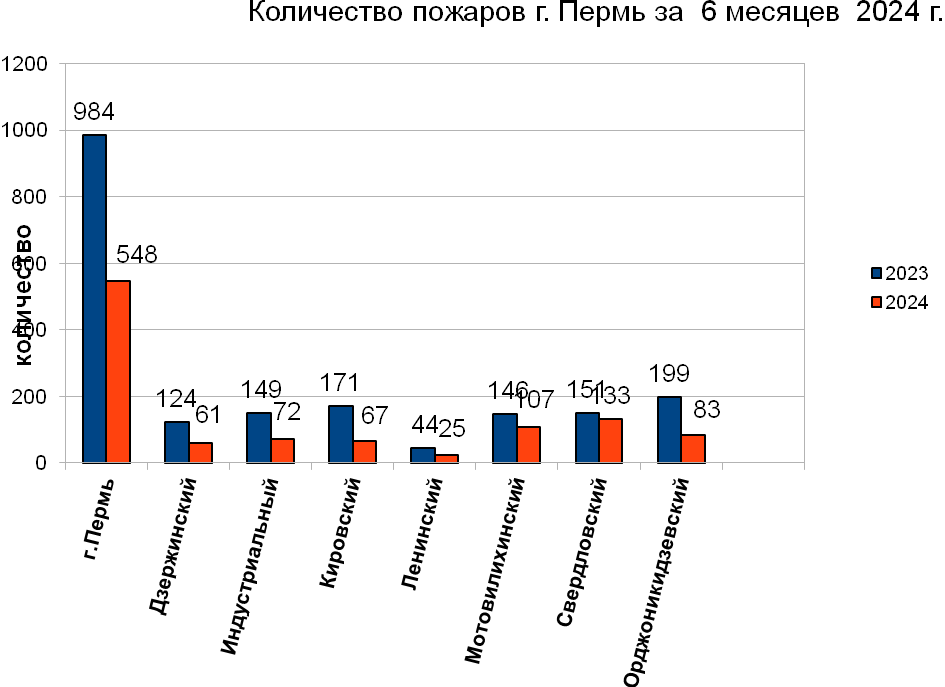 Количество пожаров г. Пермь за 6 месяцев 2024 г.
количество
1200
1000
800
600
400
200
0
984
548
124
61
149
72
171
67
44
25
146
107
151
133
199
83
2023
2024
г.Пермь
Дзержинский
Индустриальный
Кировский
Ленинский
Мотовилихинский
Свердловский
Орджоникидзевский